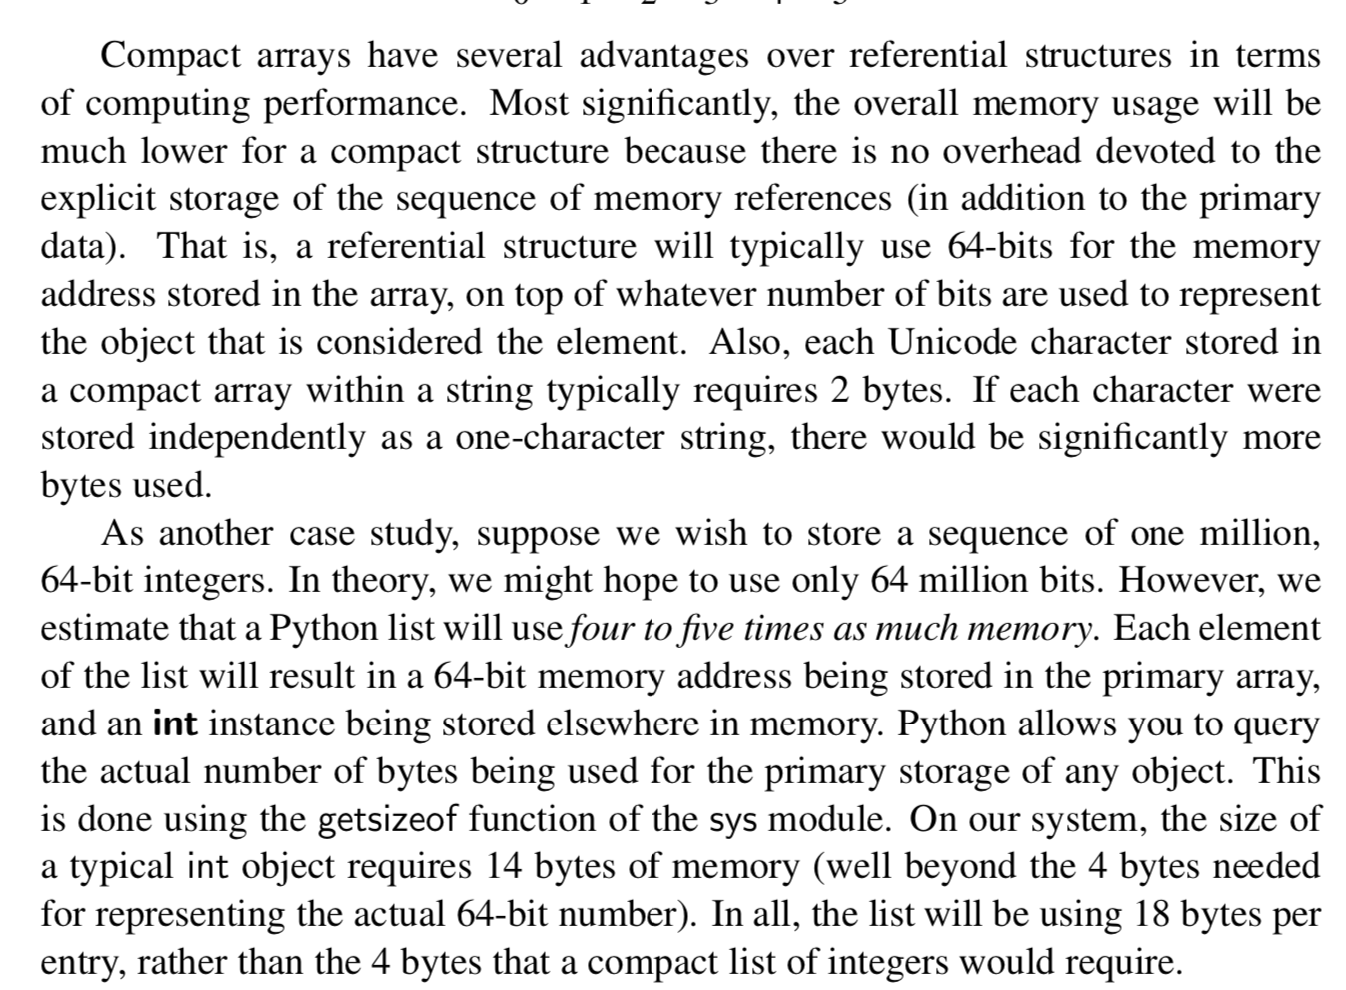 Compact arrays have several advantages over referential structures in terms
of computing performance. Most significantly, the overall memory usage will be
much lower for a compact structure because there is no overhead devoted to the
explicit storage of the sequence of memory references (in addition to the primary
data). That is, a referential structure will typically use 64-bits for the memory
address stored in the array, on top of whatever number of bits are used to represent
the object that is considered the element. Also, each Unicode character stored in
a compact array within a string typically requires 2 bytes. If each character were
stored independently as a one-character string, there would be significantly more
bytes used.
As another case study, suppose we wish to store a sequence of one million,
64-bit integers. In theory, we might hope to use only 64 million bits. However, we
estimate that a Python list will use four to five times as much memory. Each element
of the list will result in a 64-bit memory address being stored in the primary array,
and an int instance being stored elsewhere in memory. Python allows you to query
the actual number of bytes being used for the primary storage of any object. This
is done using the getsizeof function of the sys module. On our system, the size of
a typical int object requires 14 bytes of memory (well beyond the 4 bytes needed
for representing the actual 64-bit number). In all, the list will be using 18 bytes per
entry, rather than the 4 bytes that a compact list of integers would require.